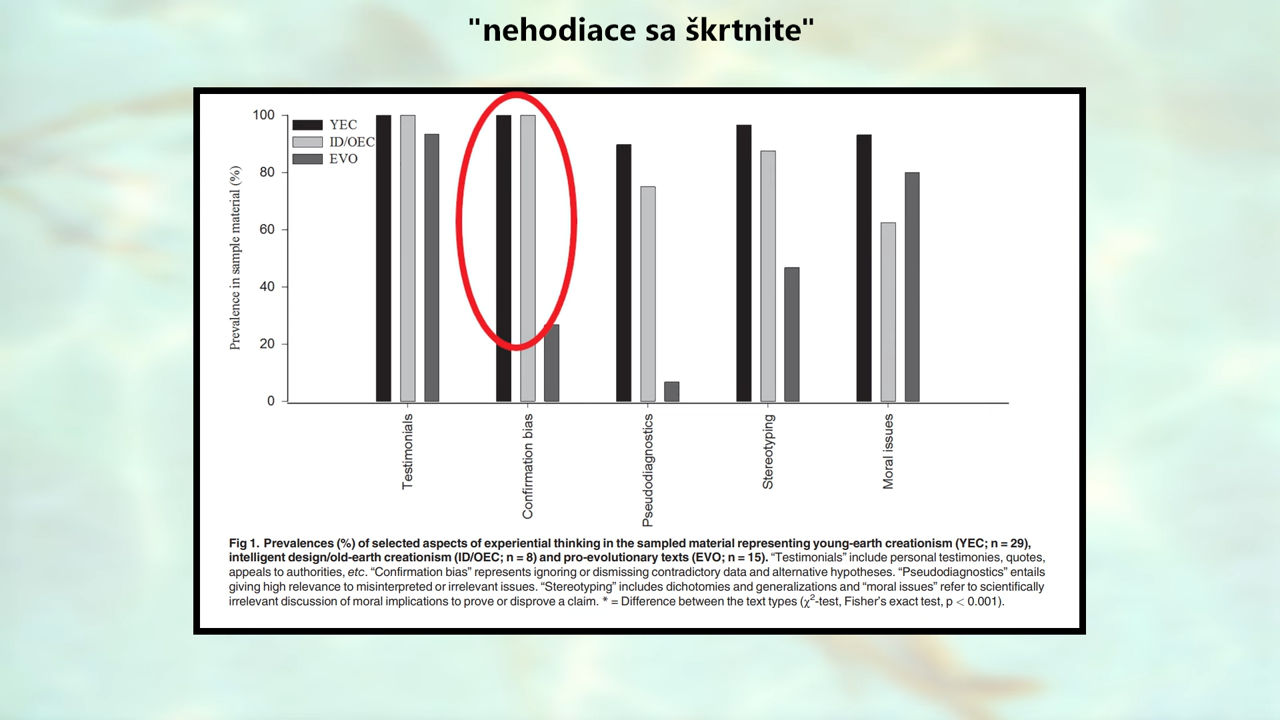 "nehodiace sa škrtnite"
100
80
60
40
20
0
Prevalence in sample material (%)
YEC
ID/OEC
EVO
Testimonials
Confirmation bias
Pseudodiagnostics
Stereotyping
Moral issues
Fig 1. Prevalences (%) of selected aspects of experiential thinking in the sampled material representing young-earth creationism (YEC; n = 29),
intelligent design/old-earth creationism (ID/OEC; n = 8) and pro-evolutionary texts (EVO; n = 15). “Testimonials” include personal testimonies, quotes,
appeals to authorities, etc. “Confirmation bias” represents ignoring or dismissing contradictory data and alternative hypotheses. “Pseudodiagnostics” entails
giving high relevance to misinterpreted or irrelevant issues. “Stereotyping” includes dichotomies and generalizations and “moral issues” refer to scientifically
irrelevant discussion of moral implications to prove or disprove a claim. * = Difference between the text types (χ²-test, Fisher’s exact test, p < 0.001).